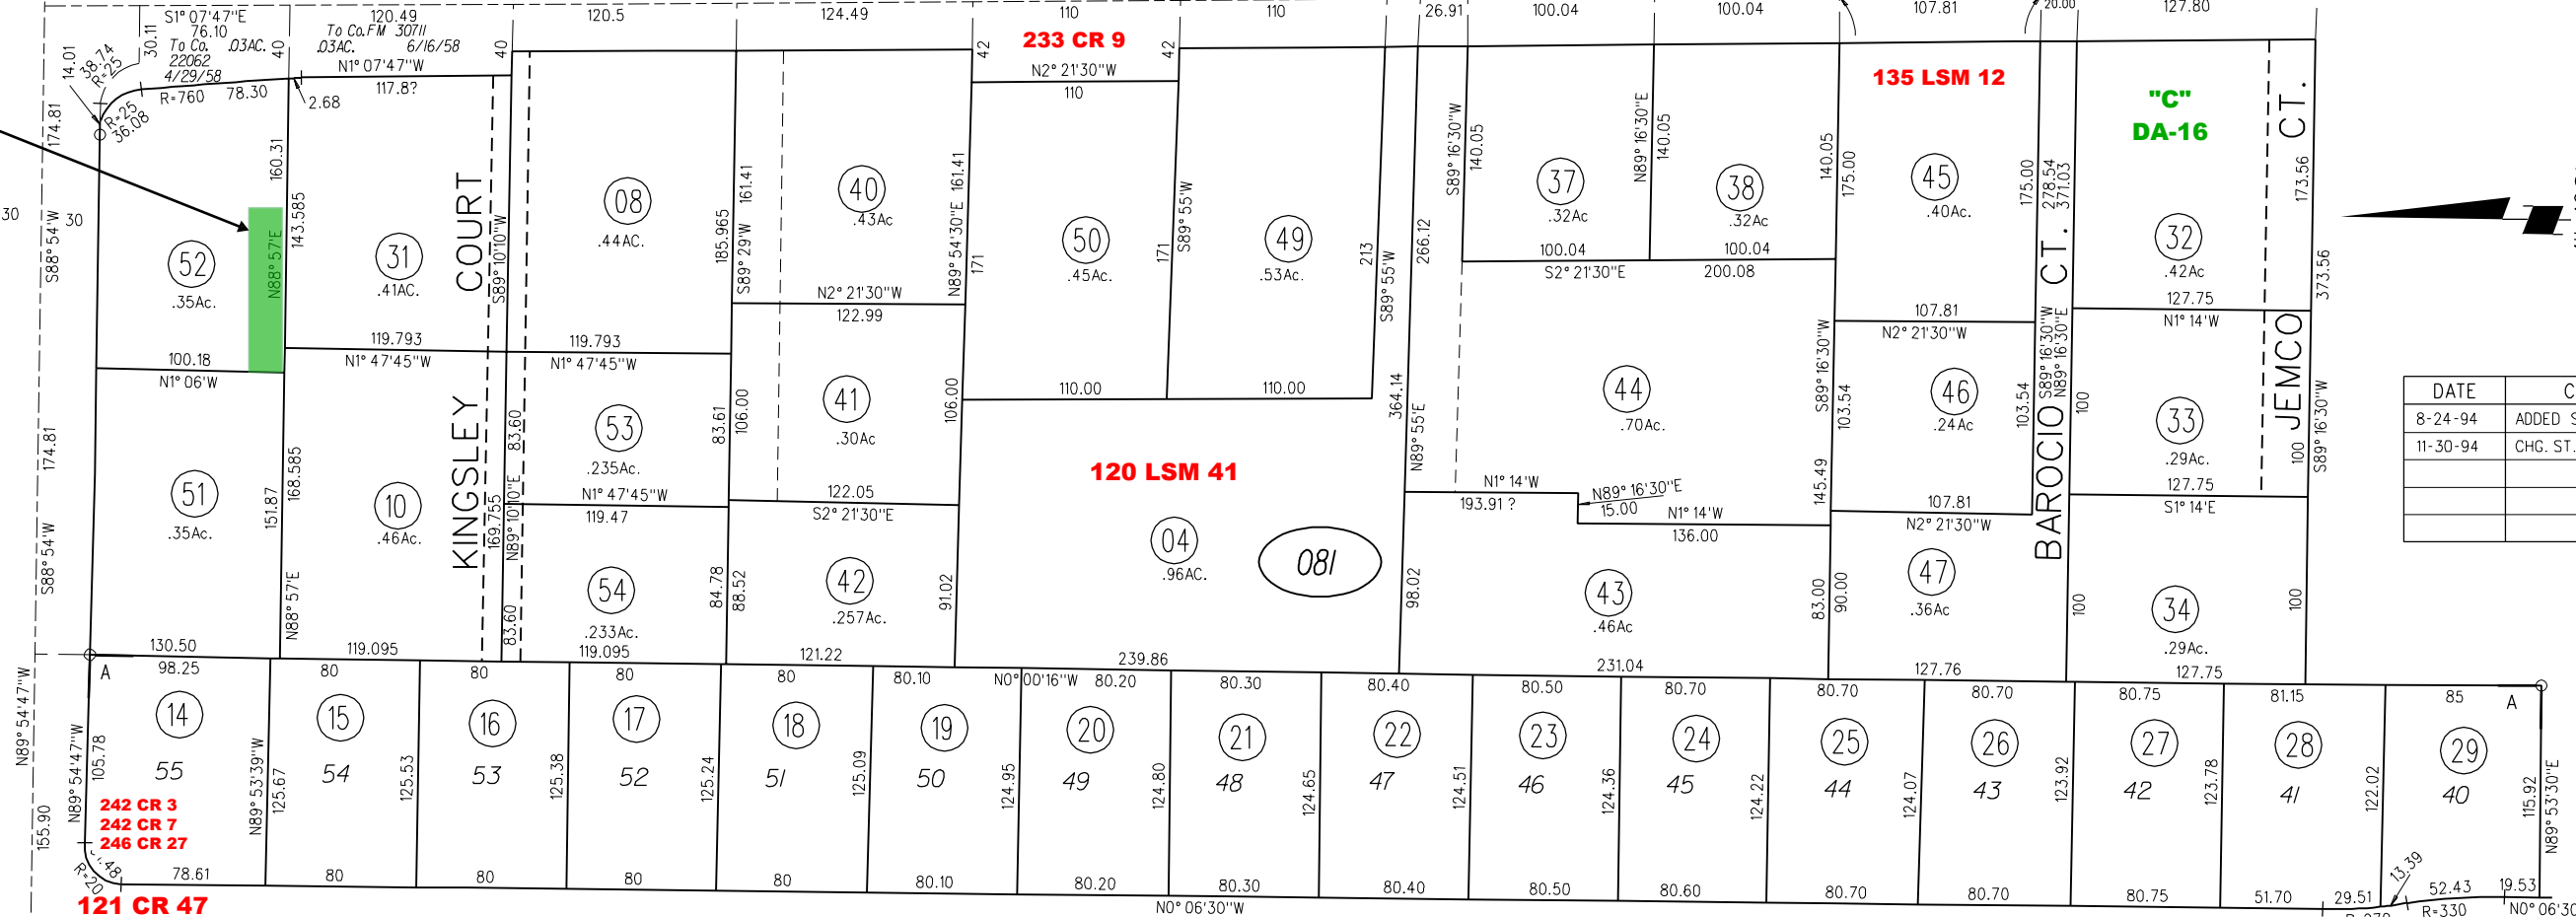 S1° 07'47"E
76.10
To Co. .03AC.
22062
4/29/58
30.11
14.01
38.74
R=25
R=25
36.08
R=760 78.30
40
120.49
To Co.FM 30711
.03AC. 6/16/58
N1° 07'47"W
117.8?
2.68
40
120.5
124.49
110
110
26.91
100.04
100.04
107.81
20.00
127.80
42
233 CR 9
42
N2° 21'30"W
110
135 LSM 12
"C"
DA-16
174.81
S88° 54'W
30
30
174.81
S88° 54'W
N89° 54'47"W
155.90
52
.35Ac.
N88° 57'E
160.31
143.585
100.18
N1° 06'W
51
.35Ac.
151.87
168.585
N88° 57'E
130.50
31
.41AC.
119.793
N1° 47'45"W
10
.46Ac.
119.095
KINGSLEY COURT
S89° 10'10"W
169.755
N89° 10'10"E
83.60
83.60
08
.44AC.
119.793
N1° 47'45"W
185.965
53
.235Ac.
83.61
N1° 47'45"W
119.47
54
.233Ac.
84.78
119.095
S89° 29'W
161.41
40
.43Ac
N2° 21'30"W
122.99
N89° 54'30"E
161.41
106.00
41
.30Ac
106.00
122.05
S2° 21'30"E
88.52
42
.257Ac.
91.02
121.22
171
50
.45Ac.
171
110.00
S89° 55'W
49
.53Ac.
213
110.00
S89° 55'W
120 LSM 41
04
.96AC.
081
239.86
266.12
364.14
N89° 55'E
98.02
S89° 16'30"W
140.05
37
.32Ac
100.04
S2° 21'30"E
N89° 16'30"E
140.05
38
.32Ac
100.04
200.08
140.05
44
.70Ac.
S89° 16'30"W
145.49
N1° 14'W
193.91 ?
N89° 16'30"E
15.00
N1° 14'W
136.00
43
.46Ac
83.00
231.04
175.00
45
.40Ac.
175.00
107.81
N2° 21'30"W
103.54
46
.24Ac
103.54
107.81
N2° 21'30"W
90.00
47
.36Ac
127.76
278.54
371.03
BAROCIO CT.
S89° 16'30"W
N89° 16'30"E
32
.42Ac
127.75
N1° 14'W
173.56
JEMCO CT.
373.56
S89° 16'30"W
100
33
.29Ac.
100
127.75
S1° 14'E
100
34
.29Ac.
100
127.75
DATE C
8-24-94 ADDED S
11-30-94 CHG. ST.
A
98.25
80
80
80
80
80.10
N0° 00'16"W 80.20
80.30
80.40
80.50
80.70
80.70
80.70
80.75
81.15
85
A
14
15
16
17
18
19
20
21
22
23
24
25
26
27
28
29
55
54
53
52
51
50
49
48
47
46
45
44
43
42
41
40
N89° 54'47"W
105.78
N89° 53'39"W
125.67
125.53
125.38
125.24
125.09
124.95
124.80
124.65
124.51
124.36
124.22
124.07
123.92
123.78
122.02
115.92
N89° 53'30"E
242 CR 3
242 CR 7
246 CR 27
R=20
121 CR 47
78.61
80
80
80
80
80.10
80.20
80.30
80.40
80.50
80.60
80.70
80.70
80.75
51.70
29.51
13.39
52.43
19.53
N0° 06'30"W
R=330
N0° 06'30